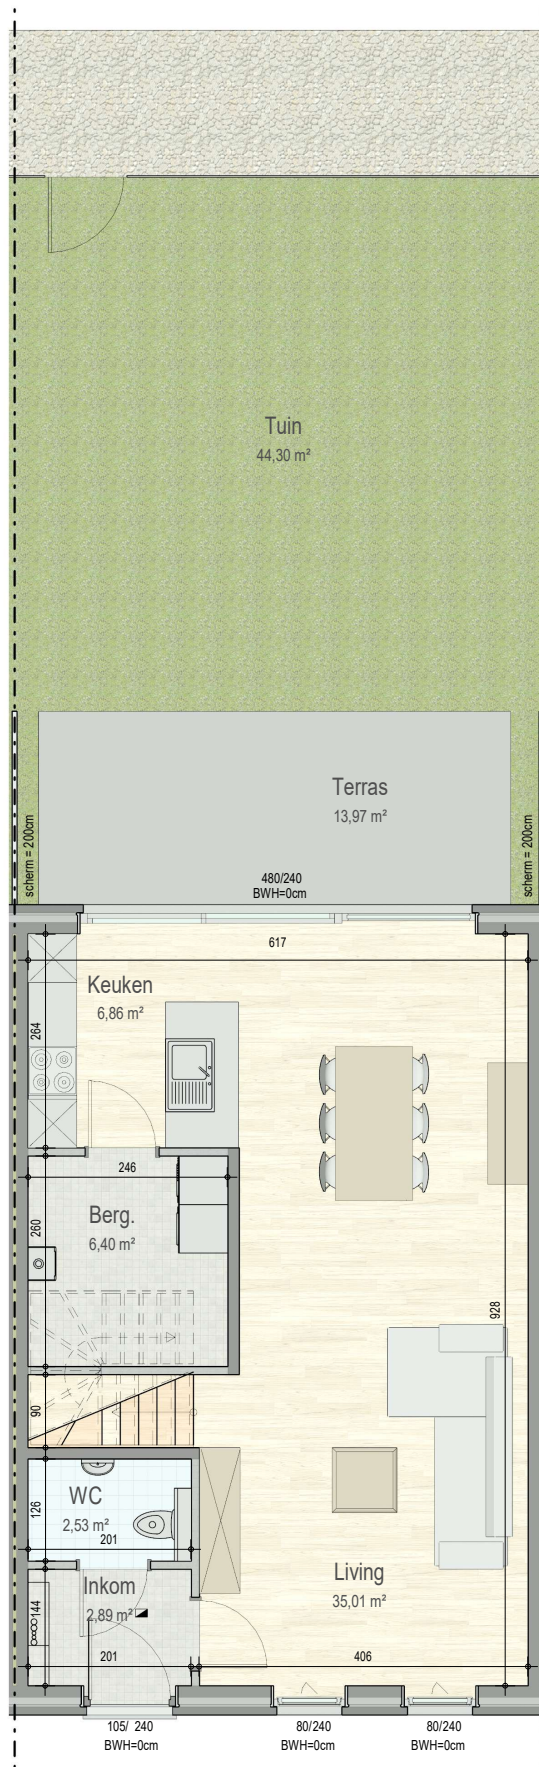 Tuin
44,30 m²
Terras
13,97 m²
scherm = 200cm
scherm = 200cm
480/240
BWH=0cm
617
Keuken
6,86 m²
264
246
Berg.
6,40 m²
260
928
90
WC
2,53 m²
126
201
Living
35,01 m²
Inkom
2,89 m²
144
201
406
105/ 240
BWH=0cm
80/240
BWH=0cm
80/240
BWH=0cm